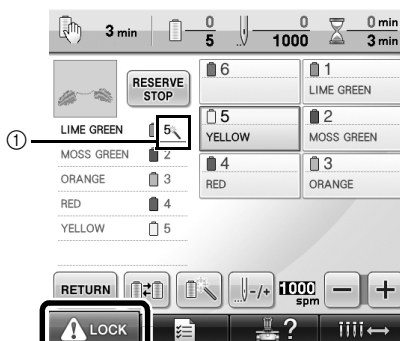 3 min
0
5
0
1000
0 min
3 min
RESERVE
STOP
6
1
LIME GREEN
5
YELLOW
2
MOSS GREEN
4
RED
3
ORANGE
①
LIME GREEN 5
MOSS GREEN 2
ORANGE 3
RED 4
YELLOW 5
RETURN
-/+
1000
spm
− +
LOCK
?